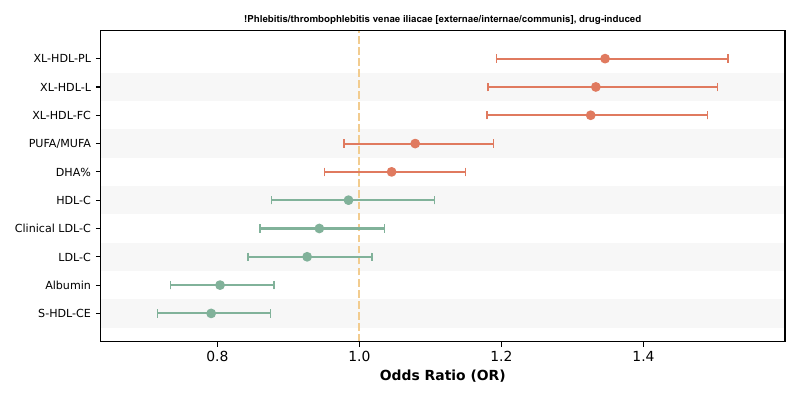 !Phlebitis/thrombophlebitis venae iliacae [externae/internae/communis], drug-induced
XL-HDL-PL
XL-HDL-L
XL-HDL-FC
PUFA/MUFA
DHA%
HDL-C
Clinical LDL-C
LDL-C
Albumin
S-HDL-CE
0.8 1.0 1.2 1.4
Odds Ratio (OR)